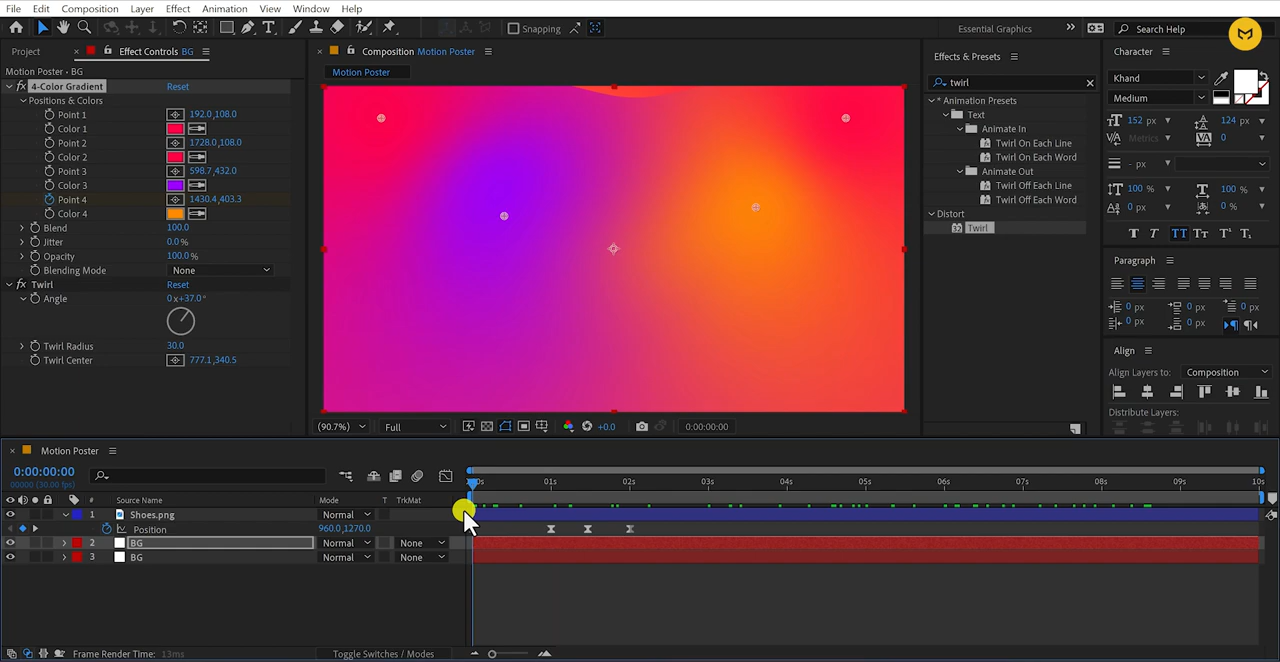 File Edit Composition Layer Effect Animation View Window Help
Snapping Essential Graphics Search Help
Project Effect Controls BG Composition Motion Poster Effects & Presets Character
Motion Poster • BG Motion Poster
fx 4-Color Gradient Reset twirl Khand
Positions & Colors Animation Presets Medium
Point 1 192.0,108.0 Text 152 px 124 px
Color 1 Animate In Metrics 0
Point 2 1728.0,108.0 Twirl On Each Line
Color 2 Twirl On Each Word - px
Point 3 598.7,432.0 Animate Out
Color 3 Twirl Off Each Line 100 % 100 %
Point 4 1430.4,403.3 Twirl Off Each Word 0 px 0 %
Color 4 Distort
Blend 100.0 Twirl
Jitter 0.0 %
Opacity 100.0 % Paragraph
Blending Mode None
fx Twirl Reset
Angle 0 x+37.0 °
0 px 0 px 0 px
0 px 0 px
Twirl Radius 30.0 Align
Twirl Center 777.1,340.5
Align Layers to: Composition
Distribute Layers:
(90.7%) Full +0.0 0:00:00:00
Motion Poster
0:00:00:00
00000 (30.00 fps)
01s 02s 03s 04s 05s 06s 07s 08s 09s 10s
# Source Name Mode T TrkMat
1 Shoes.png Normal
Position 960.0,1270.0
2 BG Normal None
3 BG Normal None
Frame Render Time: 13ms Toggle Switches / Modes